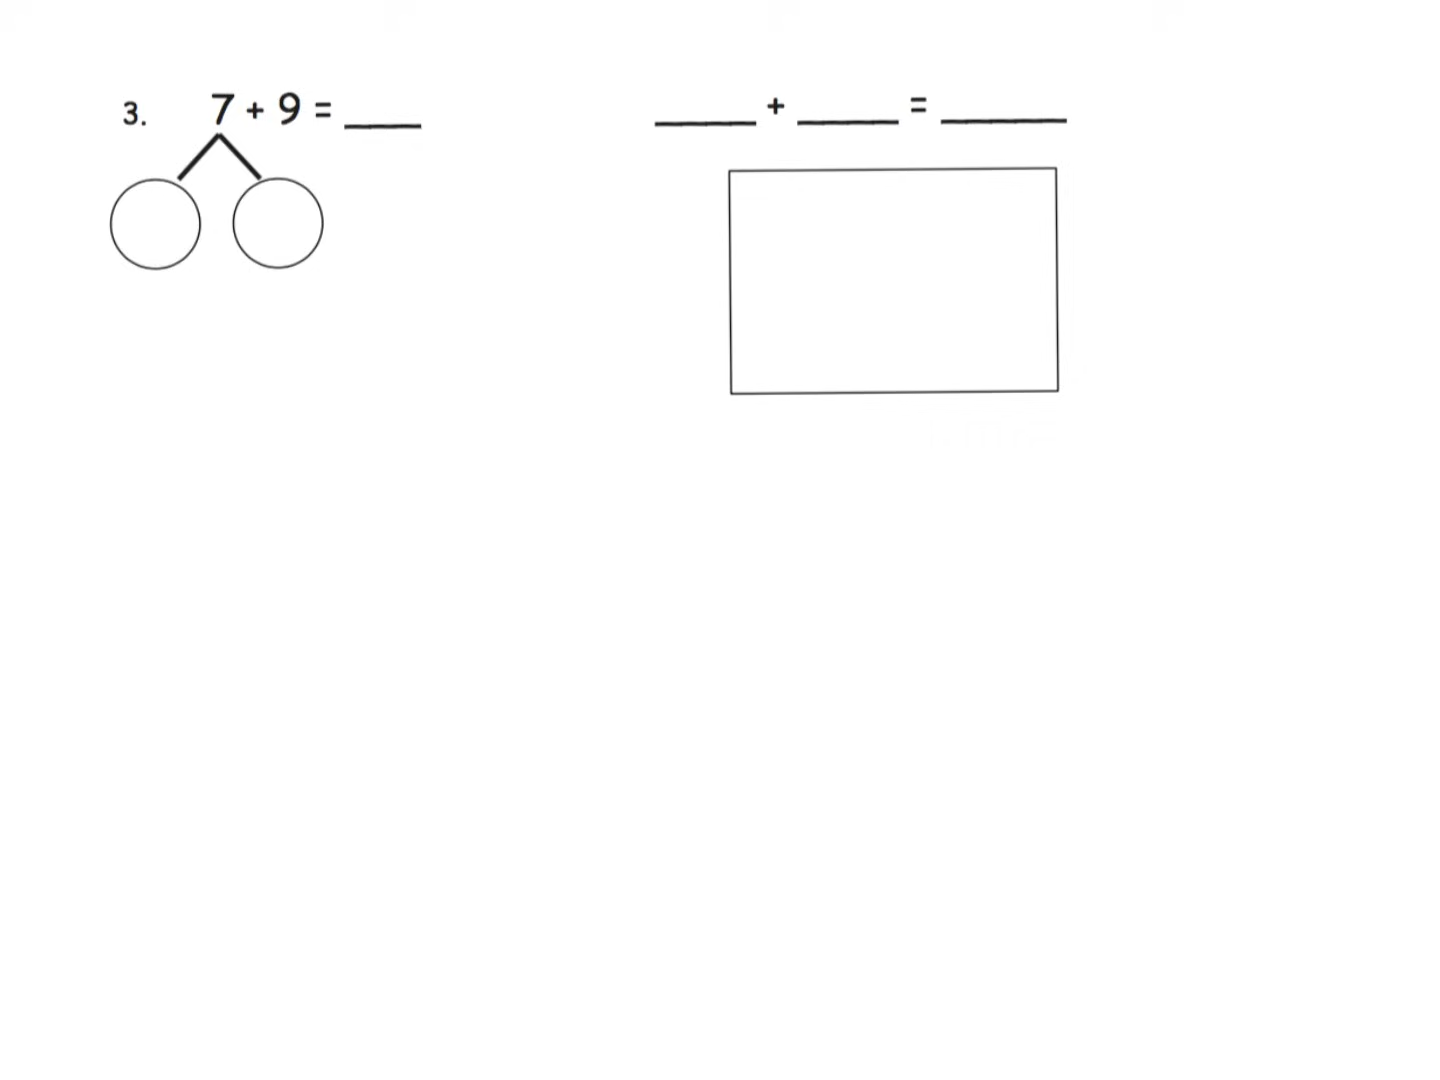 3. 7 + 9 = ____
____ + ____ = ____